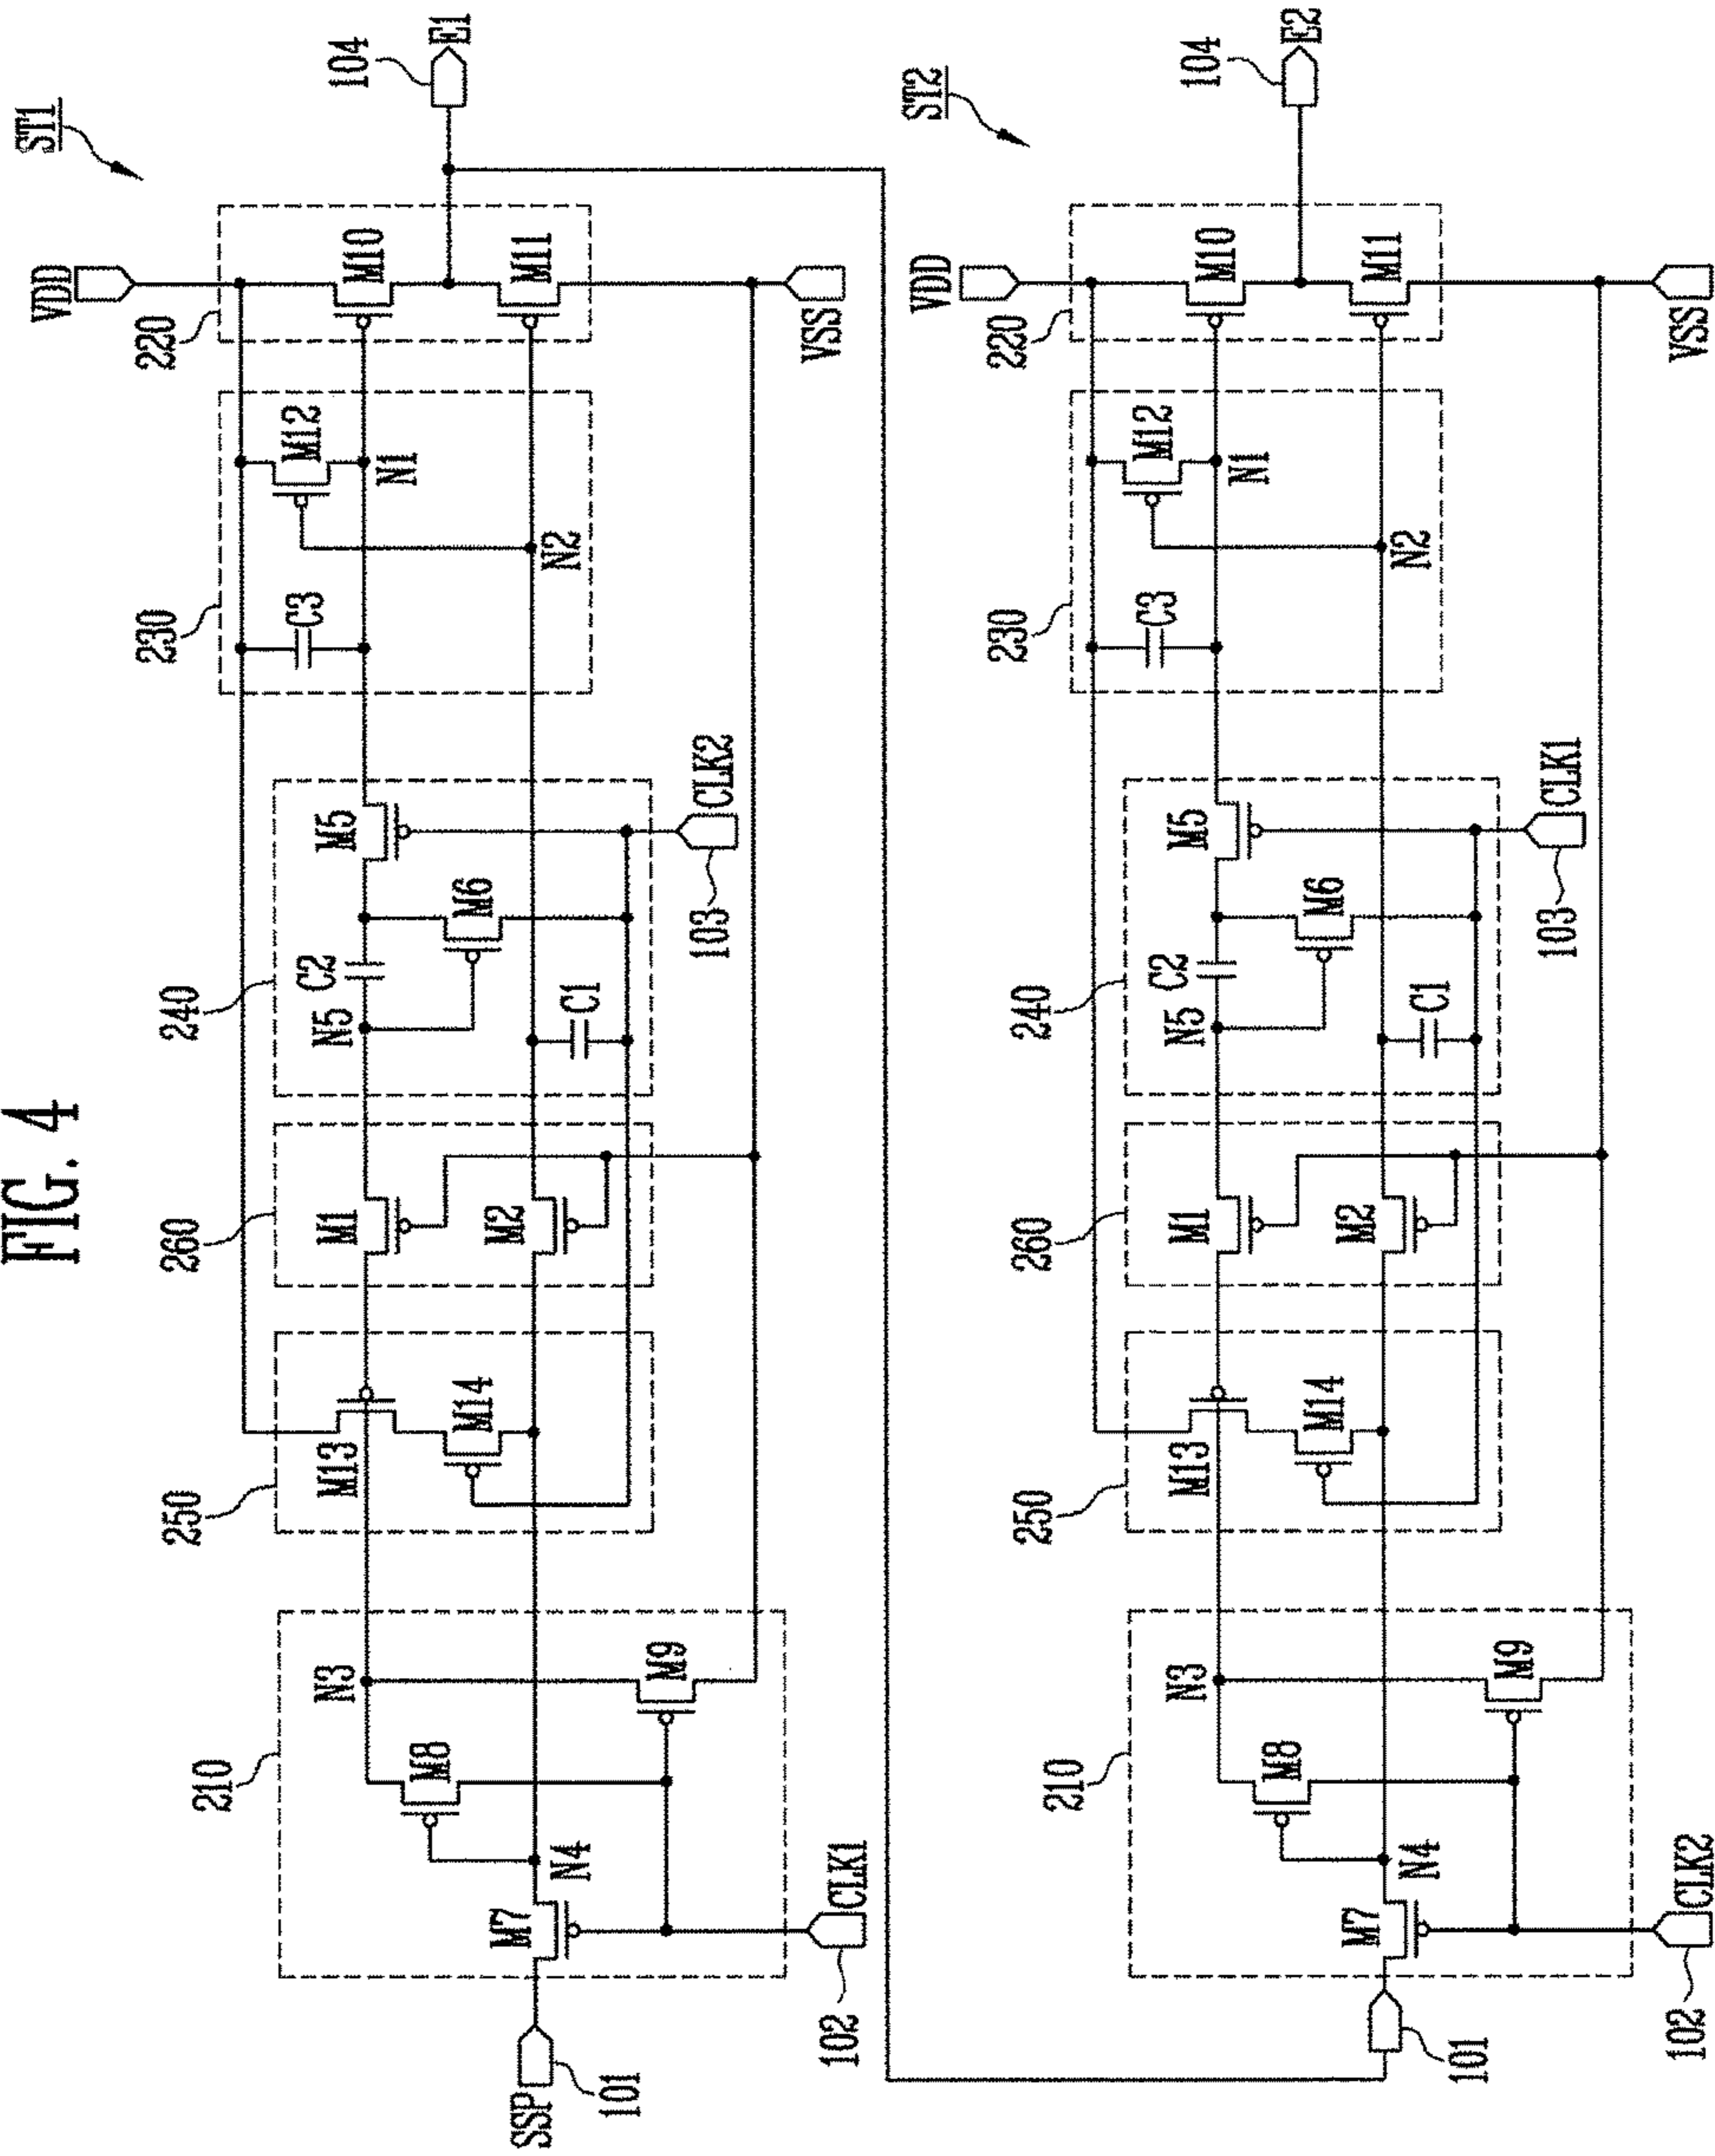 FIG. 4
ST1
VDD
220
M10
M11
104
E1
VSS
230
M12
N1
C3
N2
240
M5
M6
C2
N5
C1
CLK2
103
260
M1
M2
250
M13
M14
210
N3
M9
M8
N4
M7
CLK1
102
SSP
101
ST2
VDD
220
M10
M11
104
E2
VSS
230
M12
N1
C3
N2
240
M5
M6
C2
N5
C1
CLK1
103
260
M1
M2
250
M13
M14
210
N3
M9
M8
N4
M7
CLK2
102
101